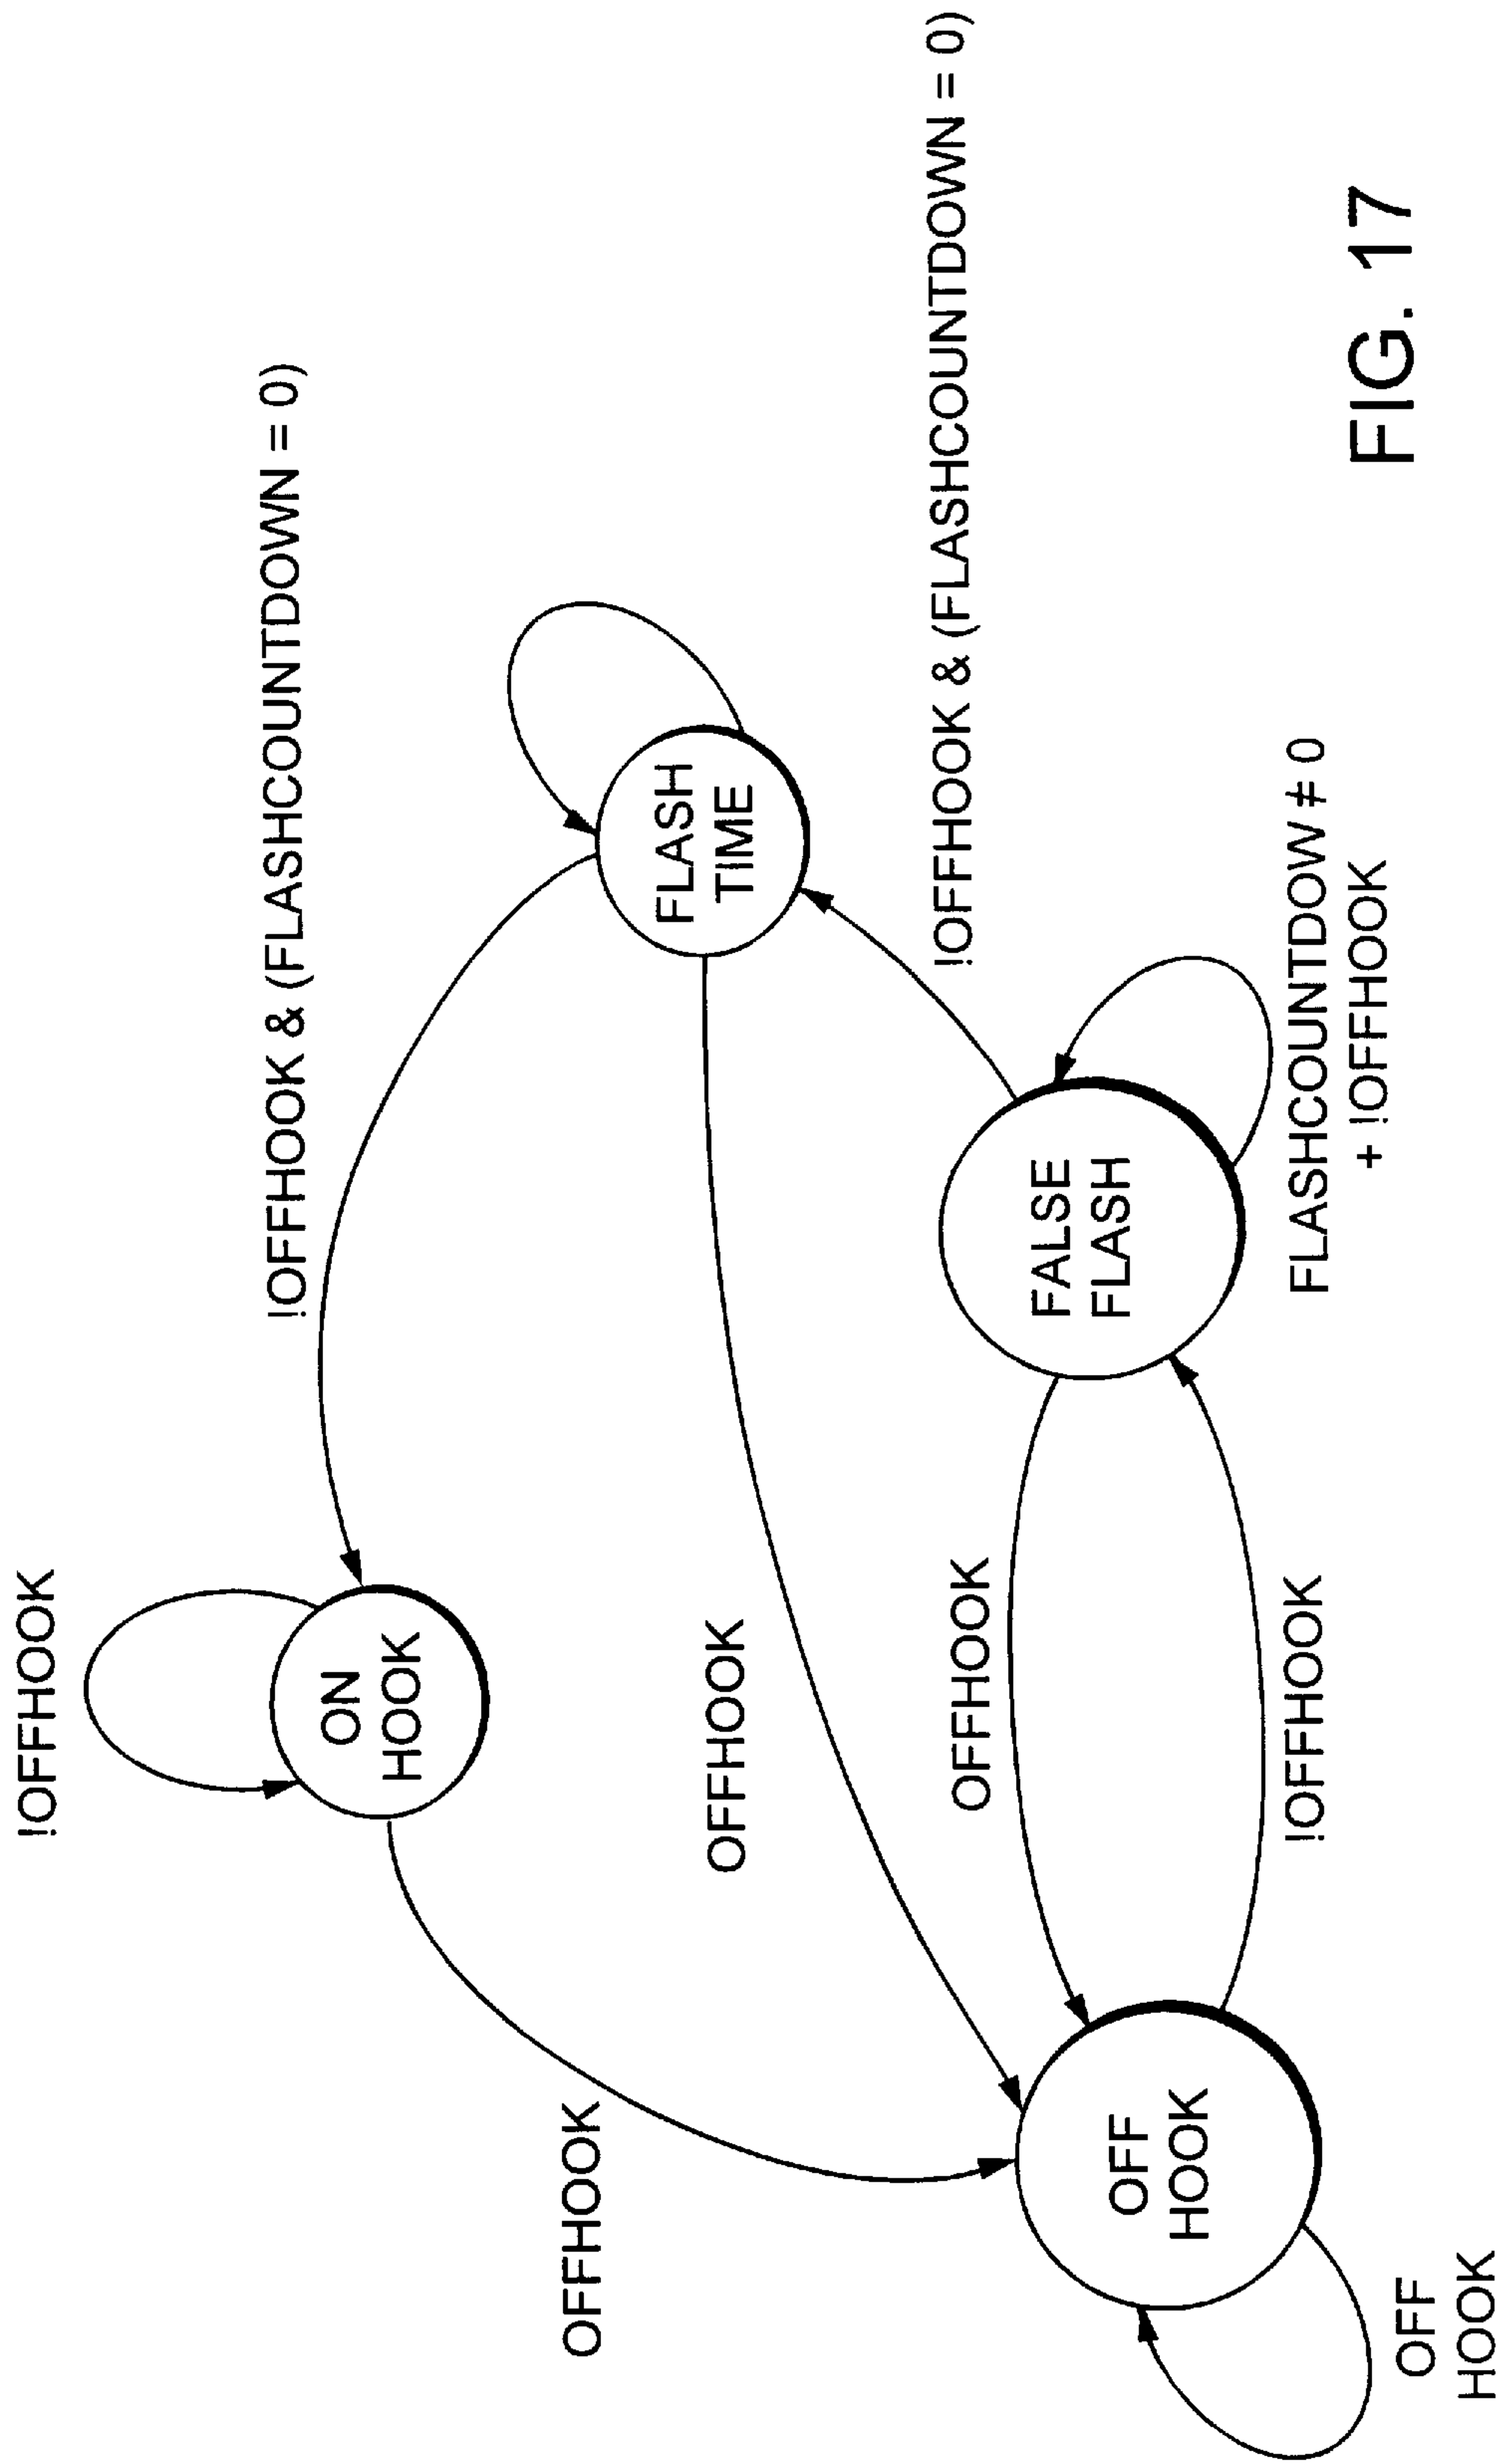 !OFFHOOK
!OFFHOOK & (FLASHCOUNTDOWN = 0)
ON
HOOK
OFFHOOK
FLASH
TIME
OFFHOOK
OFFHOOK
!OFFHOOK & (FLASHCOUNTDOWN = 0)
FALSE
FLASH
OFF
HOOK
!OFFHOOK
FLASHCOUNTDOW ≠ 0
+ !OFFHOOK
OFF
HOOK
FIG. 17